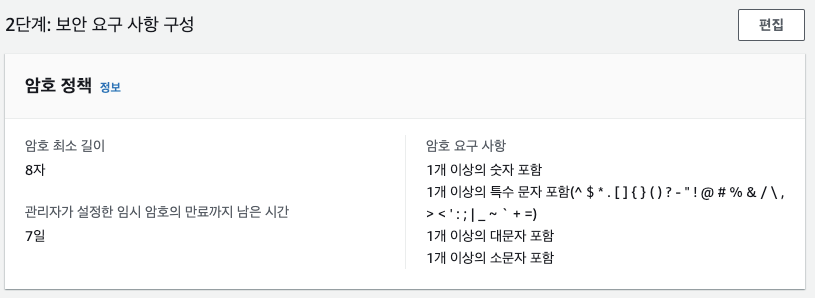 2단계: 보안 요구 사항 구성
편집
암호 정책 정보
암호 최소 길이
8자
관리자가 설정한 임시 암호의 만료까지 남은 시간
7일
암호 요구 사항
1개 이상의 숫자 포함
1개 이상의 특수 문자 포함(^ $ * . [ ] { } ( ) ? - " ! @ # % & / \ ,
> < ' : ; | _ ~ ` + =)
1개 이상의 대문자 포함
1개 이상의 소문자 포함